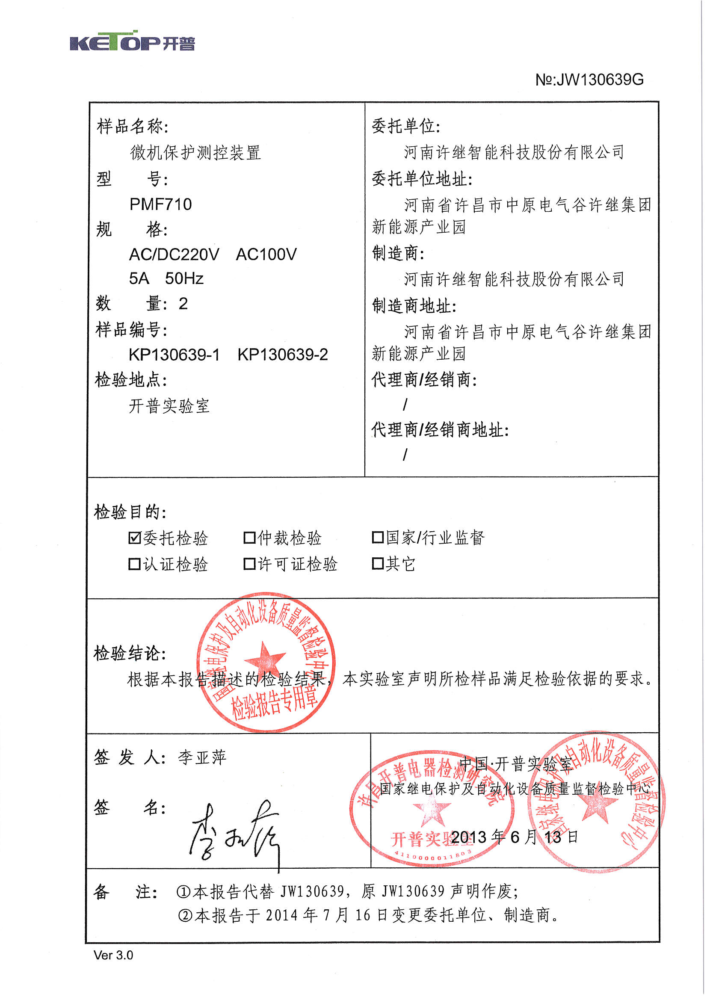 KETOP开普
№:JW130639G
样品名称:
微机保护测控装置
型 号:
PMF710
规 格:
AC/DC220V AC100V
5A 50Hz
数 量: 2
样品编号:
KP130639-1 KP130639-2
检验地点:
开普实验室
委托单位:
河南许继智能科技股份有限公司
委托单位地址:
河南省许昌市中原电气谷许继集团
新能源产业园
制造商:
河南许继智能科技股份有限公司
制造商地址:
河南省许昌市中原电气谷许继集团
新能源产业园
代理商/经销商:
/
代理商/经销商地址:
/
检验目的:
☑委托检验 □仲裁检验 □国家/行业监督
□认证检验 □许可证检验 □其它
检验结论:
根据本报告描述的检验结果，本实验室声明所检样品满足检验依据的要求。
国家继电保护及自动化设备质量监督检验中心
检验报告专用章
签 发 人: 李亚萍
签 名: 李亚萍
中国·开普实验室
国家继电保护及自动化设备质量监督检验中心
2013 年 6 月 13 日
许昌开普电器检测研究院
开普实验室
4110000011803
国家继电保护及自动化设备质量监督检验中心
备 注: ①本报告代替 JW130639，原 JW130639 声明作废;
②本报告于 2014 年 7 月 16 日变更委托单位、制造商。
Ver 3.0